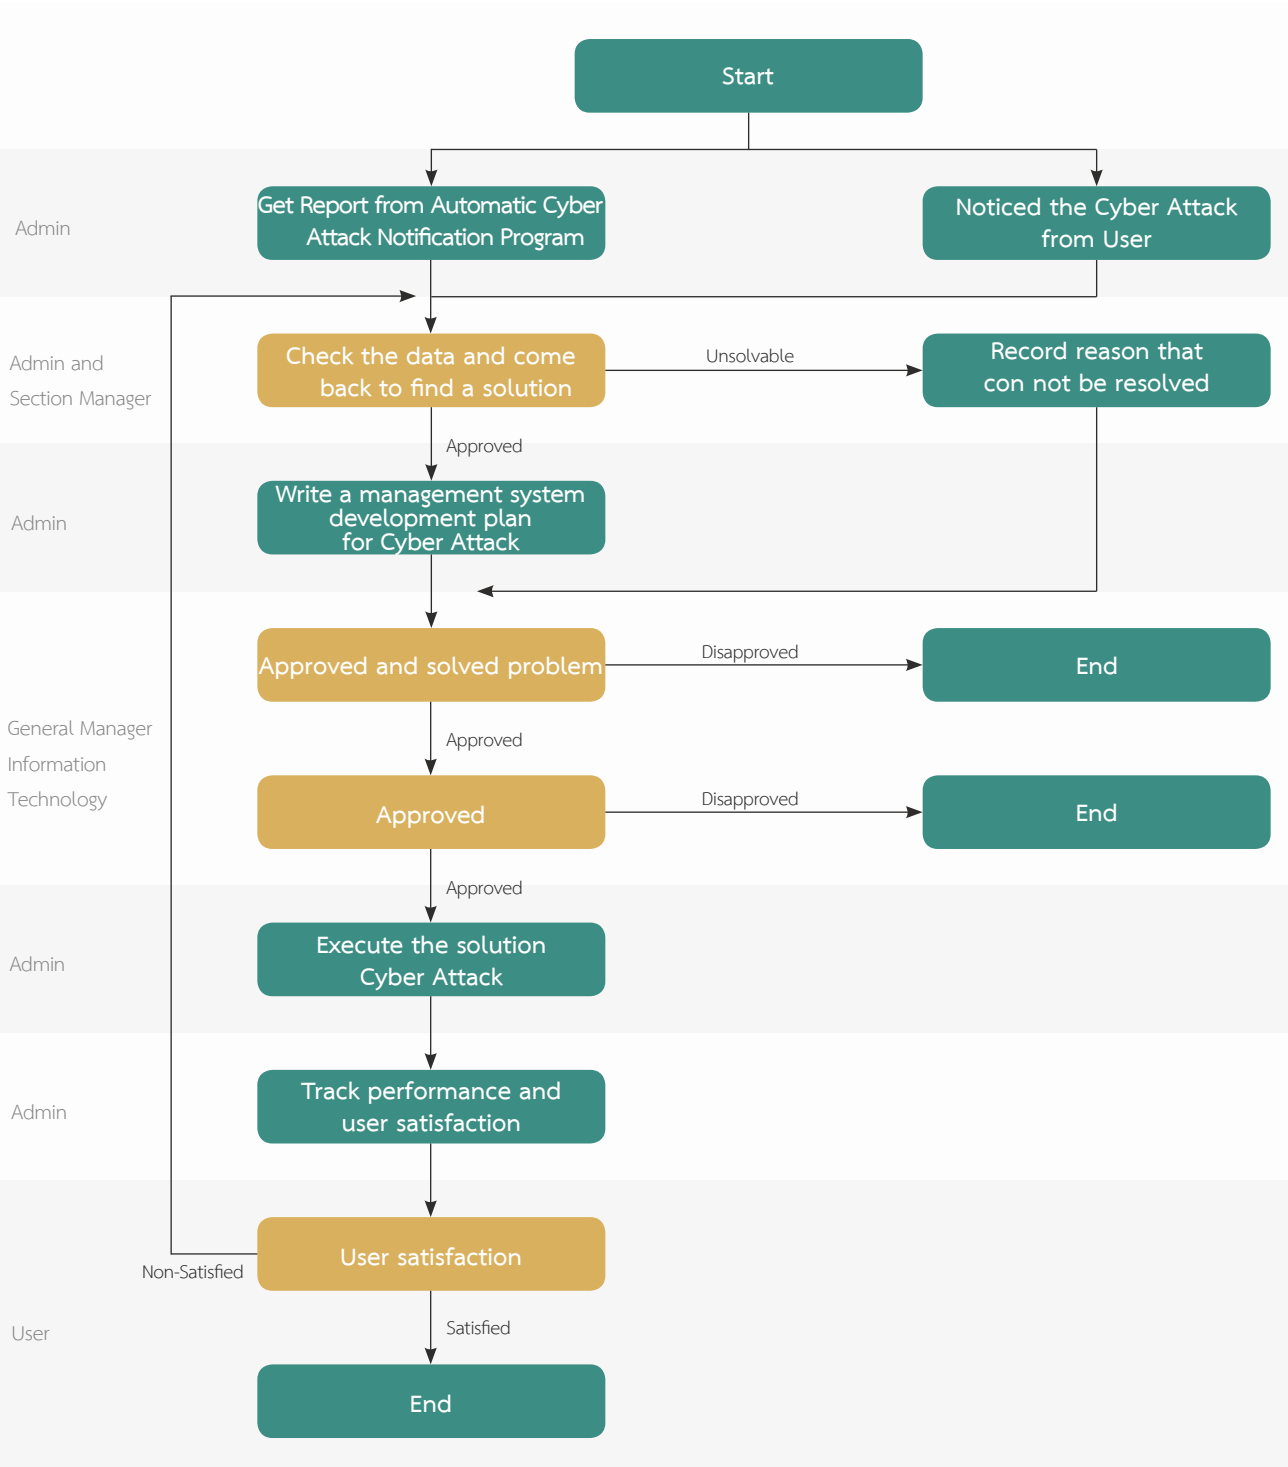 Start
Admin
Get Report from Automatic Cyber
Attack Notification Program
Noticed the Cyber Attack
from User
Admin and
Section Manager
Check the data and come
back to find a solution
Unsolvable
Record reason that
con not be resolved
Approved
Admin
Write a management system
development plan
for Cyber Attack
General Manager
Information
Technology
Approved and solved problem
Disapproved
End
Approved
Approved
Disapproved
End
Approved
Admin
Execute the solution
Cyber Attack
Admin
Track performance and
user satisfaction
User satisfaction
Non-Satisfied
Satisfied
User
End